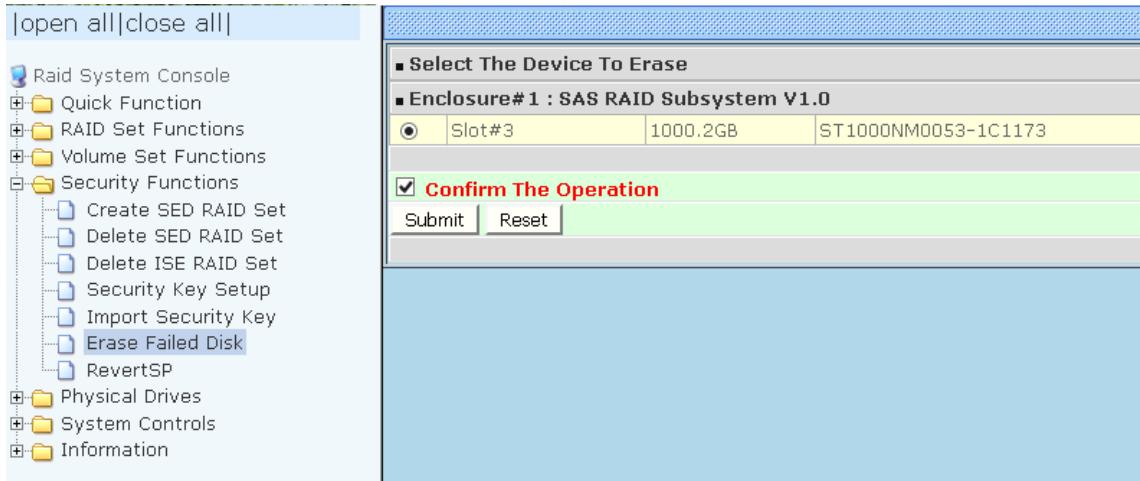 |open all|close all|
Raid System Console
Quick Function
RAID Set Functions
Volume Set Functions
Security Functions
Create SED RAID Set
Delete SED RAID Set
Delete ISE RAID Set
Security Key Setup
Import Security Key
Erase Failed Disk
RevertSP
Physical Drives
System Controls
Information
Select The Device To Erase
Enclosure#1 : SAS RAID Subsystem V1.0
Slot#3 1000.2GB ST1000NM0053-1C1173
Confirm The Operation
Submit Reset